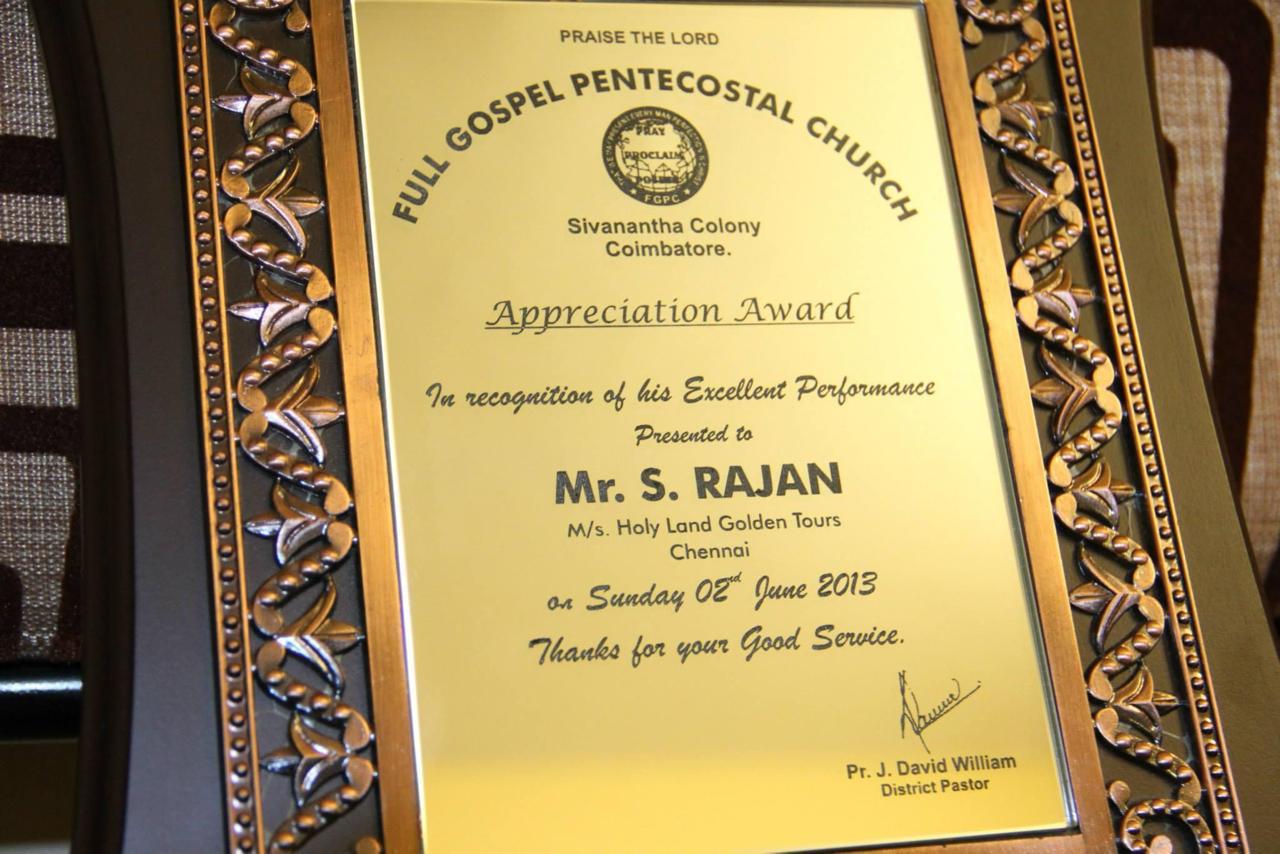 PRAISE THE LORD
FULL GOSPEL PENTECOSTAL CHURCH
PRAY
PROCLAIM
FGPC
Sivanantha Colony
Coimbatore.
Appreciation Award
In recognition of his Excellent Performance
Presented to
Mr. S. RAJAN
M/s. Holy Land Golden Tours
Chennai
on Sunday 02nd June 2013
Thanks for your Good Service.
Pr. J. David William
District Pastor